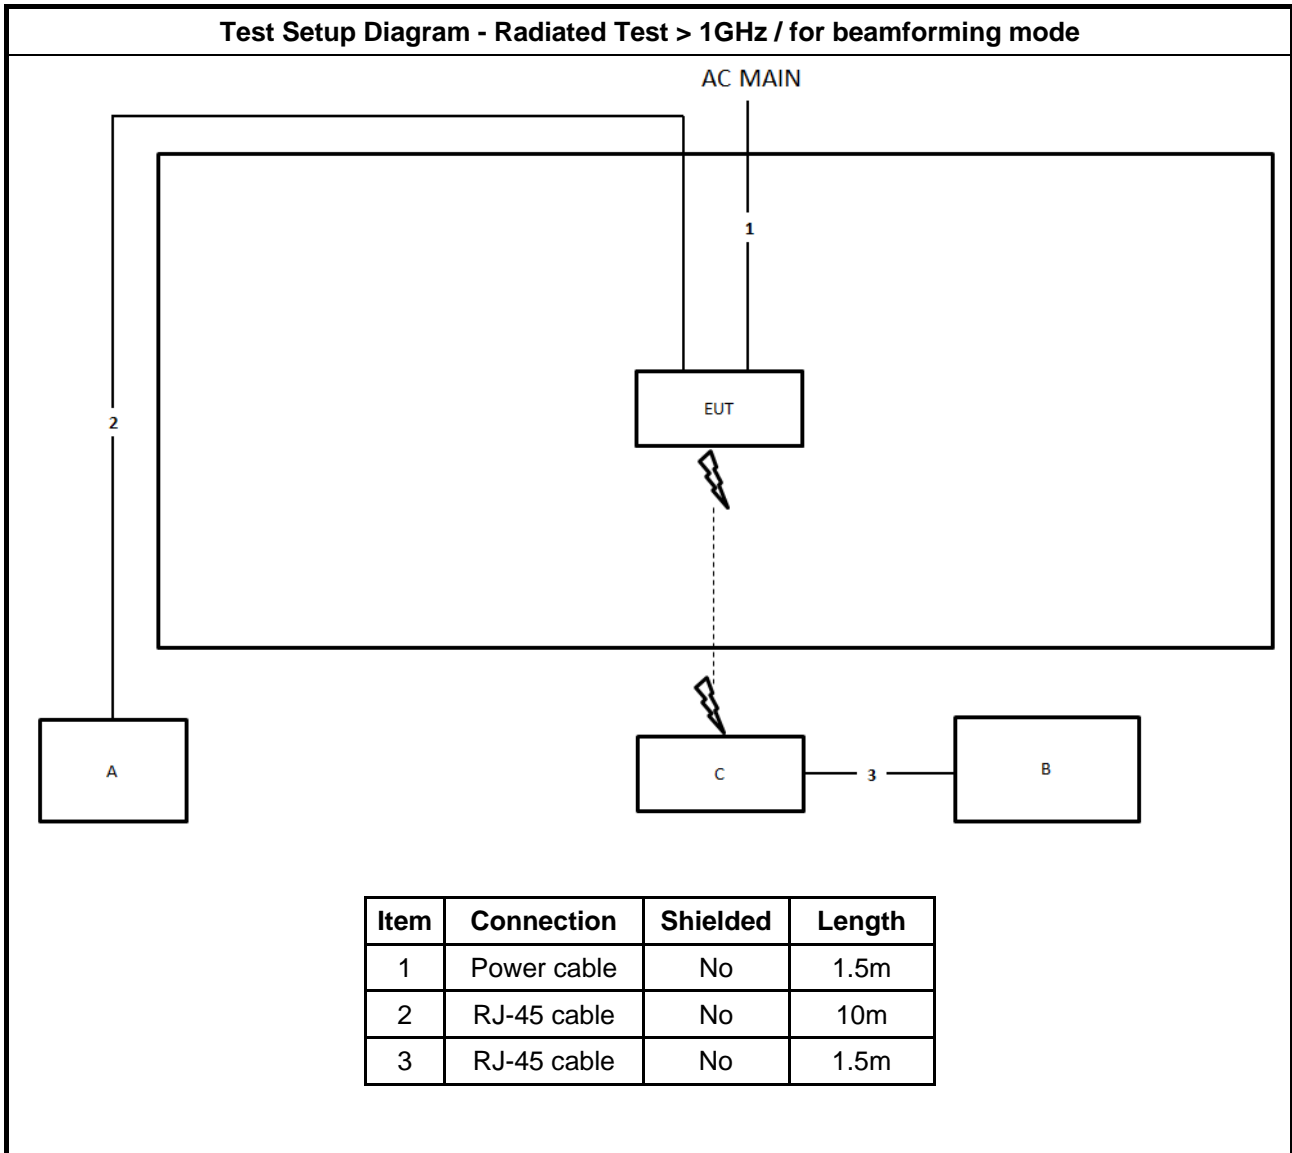 Test Setup Diagram - Radiated Test > 1GHz / for beamforming mode
AC MAIN
1
EUT
2
A
C
3
B
Item Connection Shielded Length
1 Power cable No 1.5m
2 RJ-45 cable No 10m
3 RJ-45 cable No 1.5m